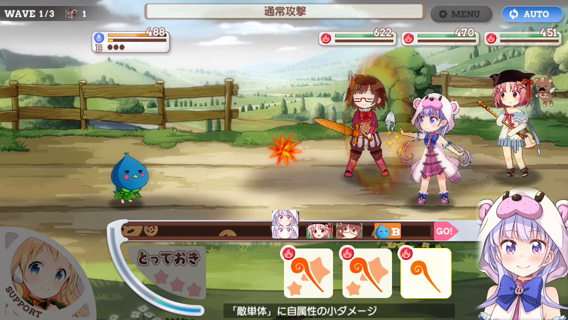 WAVE 1/3 1
通常攻撃
MENU
AUTO
488
B
622
470
451
B
GO!
とっておき
SUPPORT
「敵単体」に自属性の小ダメージ